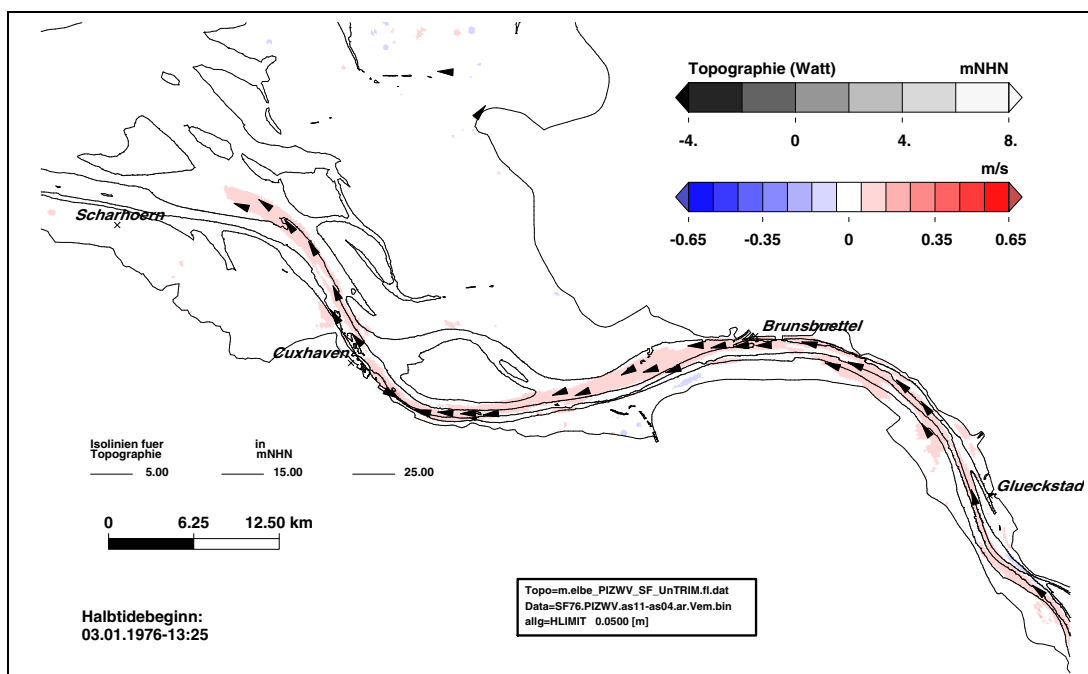 Topographie (Watt) mNHN
-4. 0 4. 8.
m/s
-0.65 -0.35 0 0.35 0.65
Scharhoern
Brunsbuettel
Cuxhaven
Isolinien fuer in
Topographie mNHN
5.00 15.00 25.00
Glueckstad
0 6.25 12.50 km
Topo=m.elbe_PIZWV_SF_UnTRIM.fl.dat
Data=SF76.PIZWV.as11-as04.ar.Vem.bin
allg=HLIMIT 0.0500 [m]
Halbtidebeginn:
03.01.1976-13:25